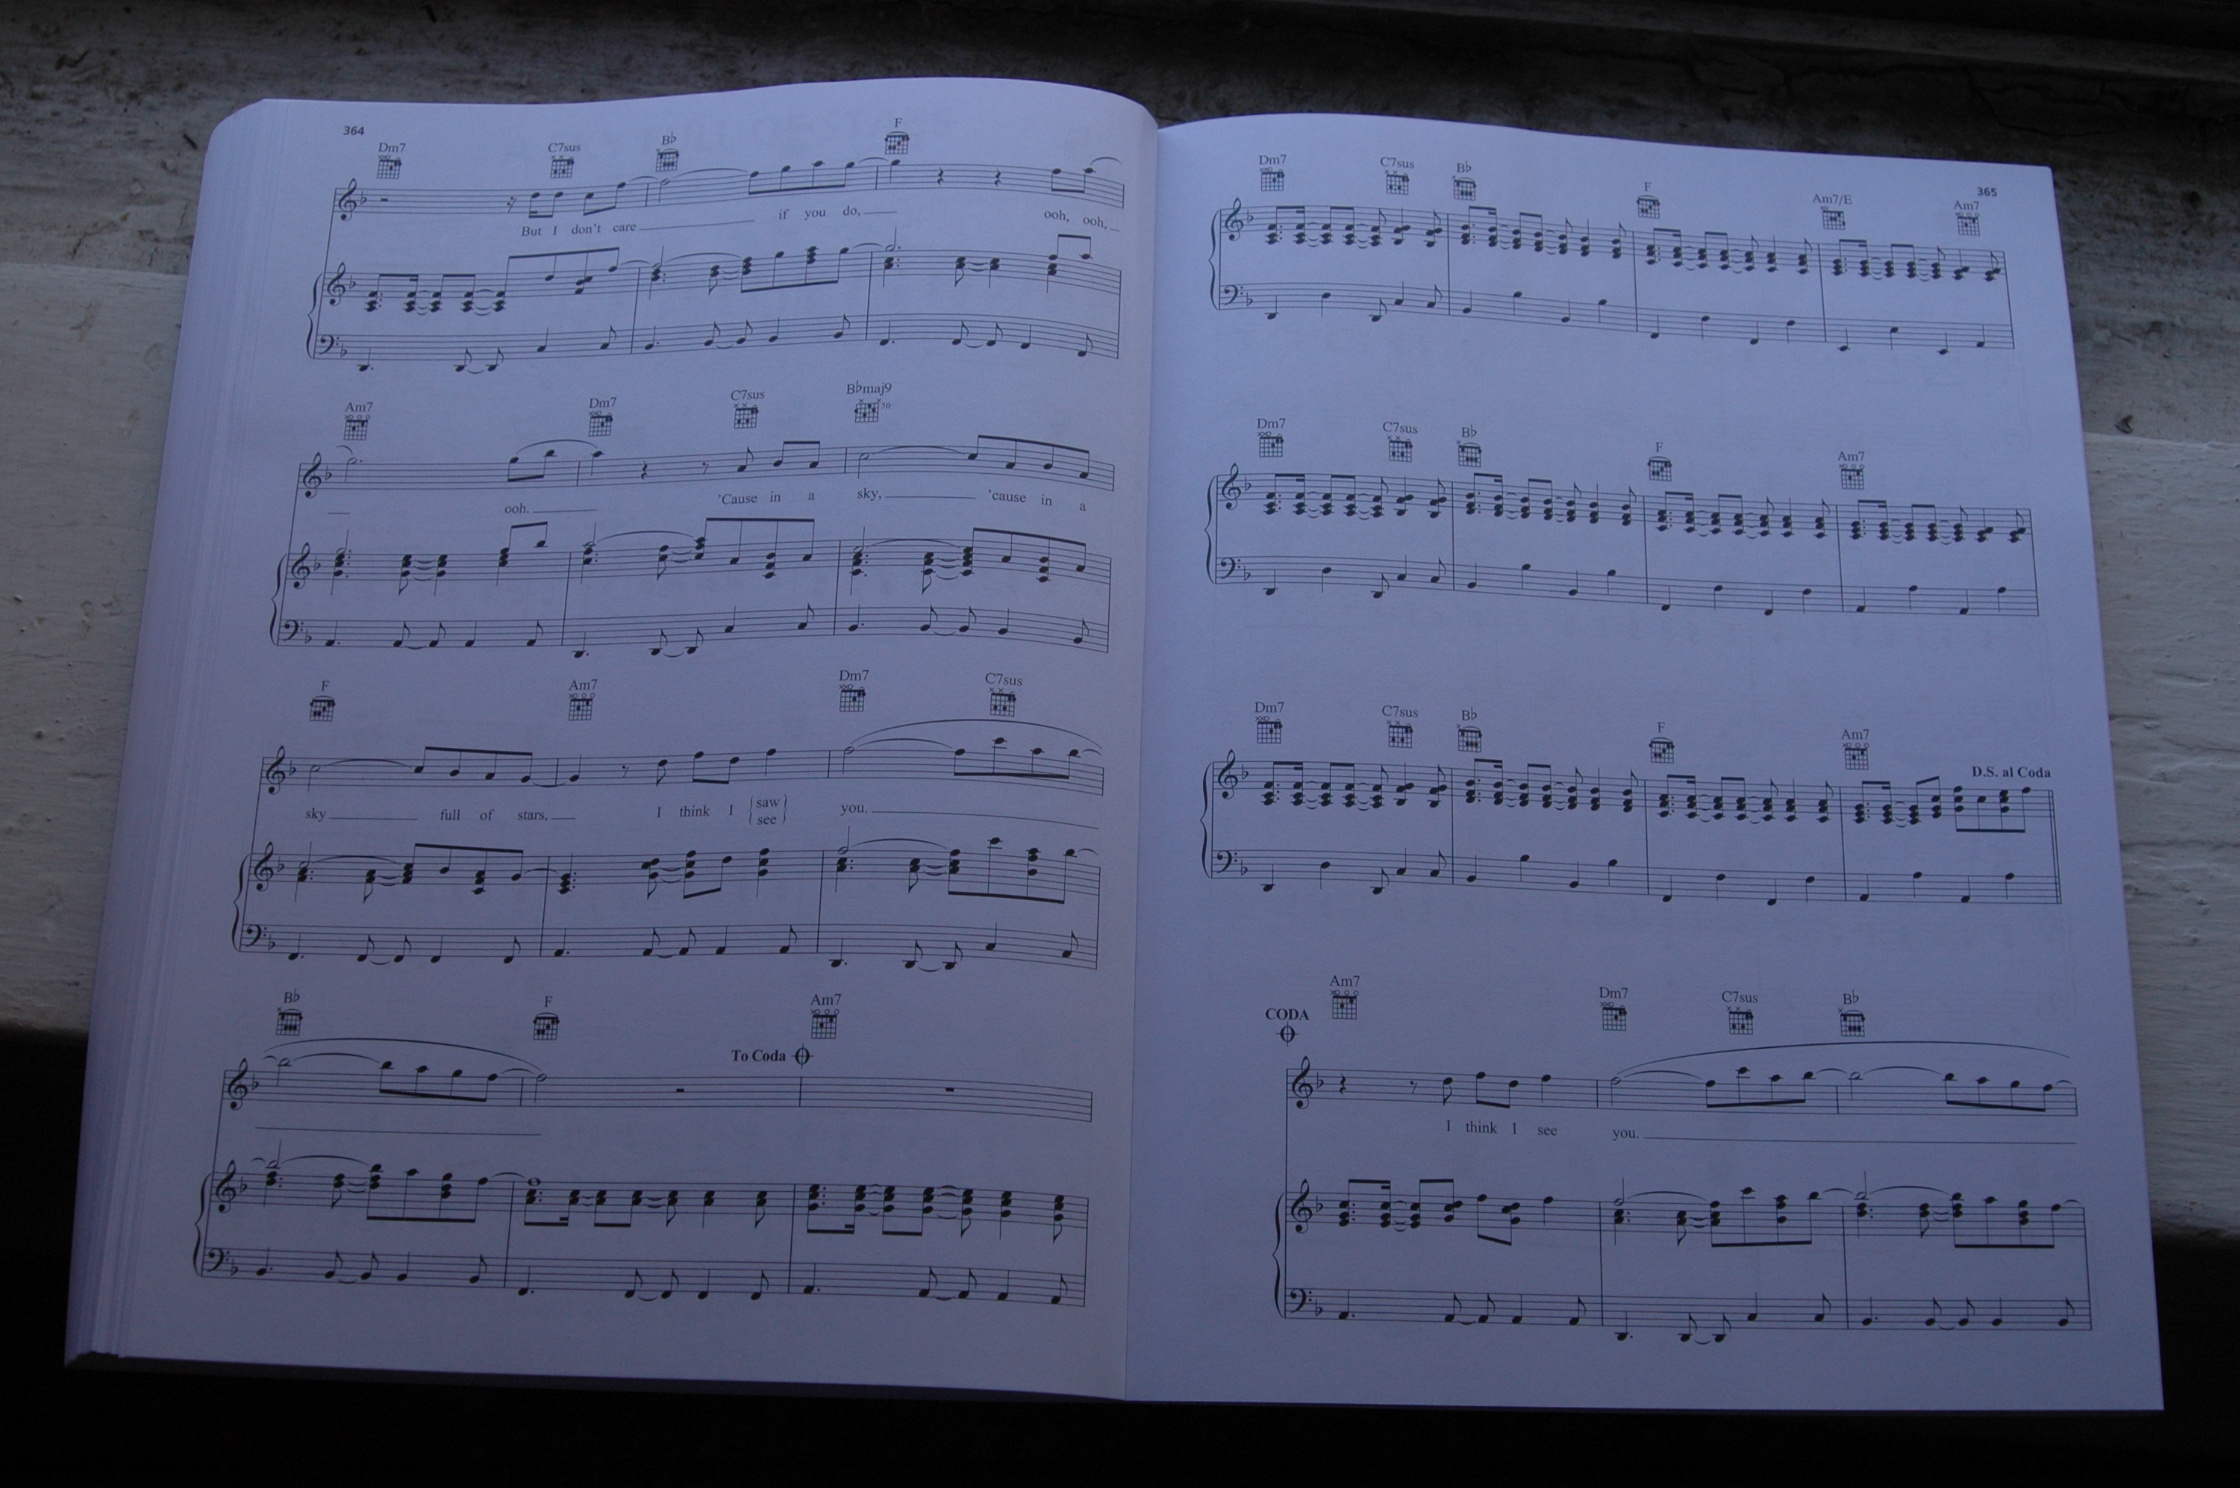 364
Dm7 C7sus B♭ F
But I don't care if you do, ooh, ooh,
Am7 Dm7 C7sus B♭maj9
ooh. 'Cause in a sky, 'cause in a
F Am7 Dm7 C7sus
sky full of stars, I think I {saw
see} you.
B♭ F Am7
To Coda
365
Dm7 C7sus B♭ F Am7/E Am7
Dm7 C7sus B♭ F Am7
Dm7 C7sus B♭ F Am7
D.S. al Coda
CODA
Am7 Dm7 C7sus B♭
I think I see you.